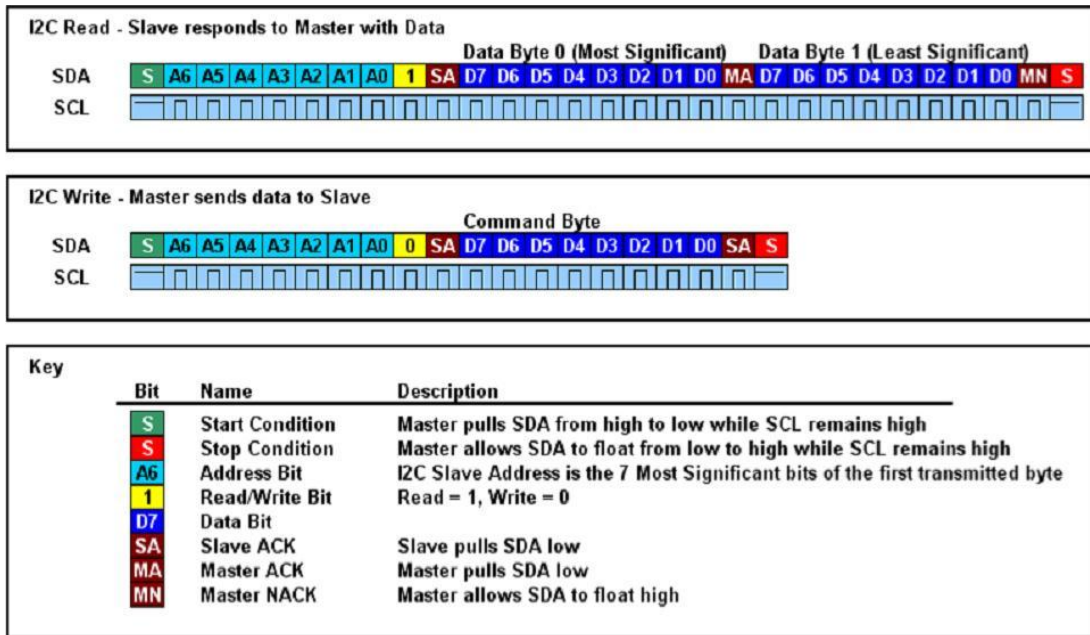 I2C Read - Slave responds to Master with Data
Data Byte 0 (Most Significant) Data Byte 1 (Least Significant)
SDA S A6 A5 A4 A3 A2 A1 A0 1 SA D7 D6 D5 D4 D3 D2 D1 D0 MA D7 D6 D5 D4 D3 D2 D1 D0 MN S
SCL
I2C Write - Master sends data to Slave
Command Byte
SDA S A6 A5 A4 A3 A2 A1 A0 0 SA D7 D6 D5 D4 D3 D2 D1 D0 SA S
SCL
Key
Bit Name Description
S Start Condition Master pulls SDA from high to low while SCL remains high
S Stop Condition Master allows SDA to float from low to high while SCL remains high
A6 Address Bit I2C Slave Address is the 7 Most Significant bits of the first transmitted byte
1 Read/Write Bit Read = 1, Write = 0
D7 Data Bit
SA Slave ACK Slave pulls SDA low
MA Master ACK Master pulls SDA low
MN Master NACK Master allows SDA to float high